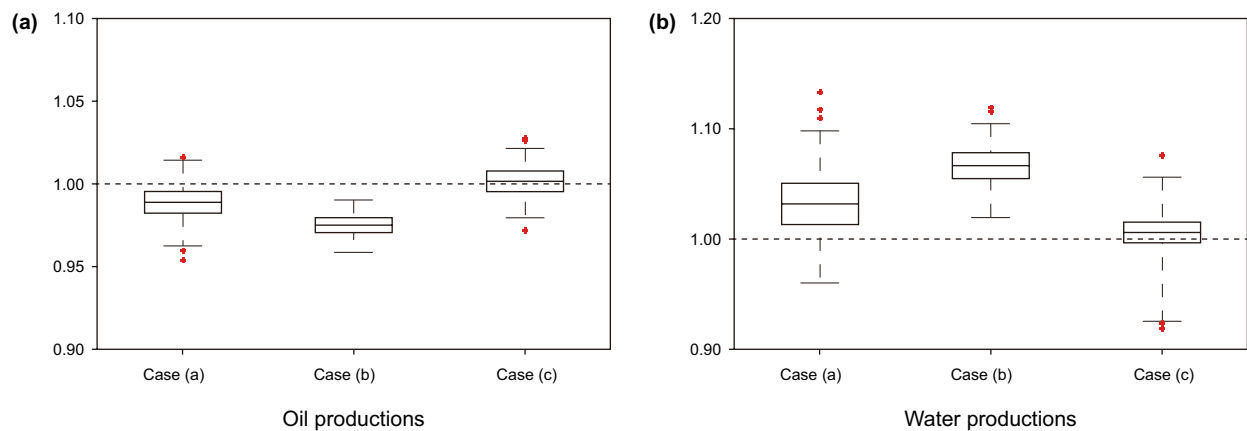 (a)
1.10
1.05
1.00
0.95
0.90
Case (a) Case (b) Case (c)
Oil productions
(b)
1.20
1.10
1.00
0.90
Case (a) Case (b) Case (c)
Water productions